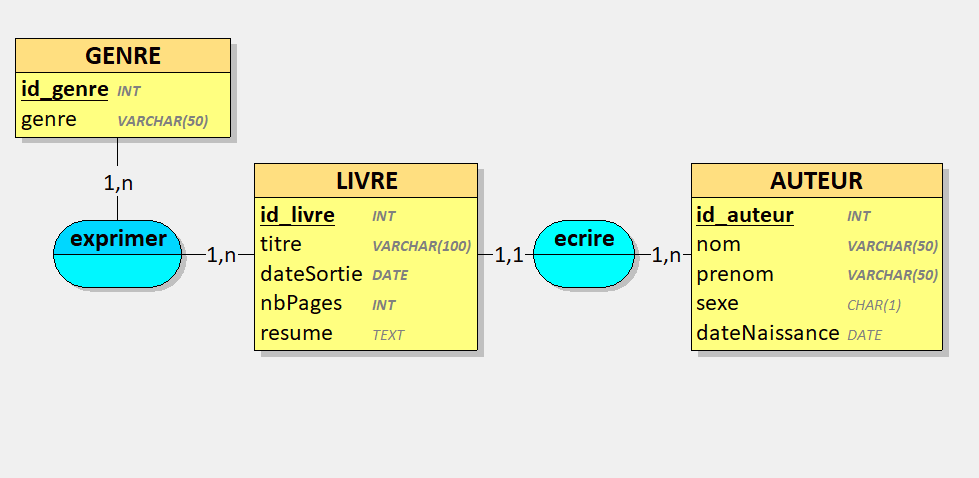 GENRE
id_genre INT
genre VARCHAR(50)
1,n
exprimer
1,n
LIVRE
id_livre INT
titre VARCHAR(100)
dateSortie DATE
nbPages INT
resume TEXT
1,1
ecrire
1,n
AUTEUR
id_auteur INT
nom VARCHAR(50)
prenom VARCHAR(50)
sexe CHAR(1)
dateNaissance DATE